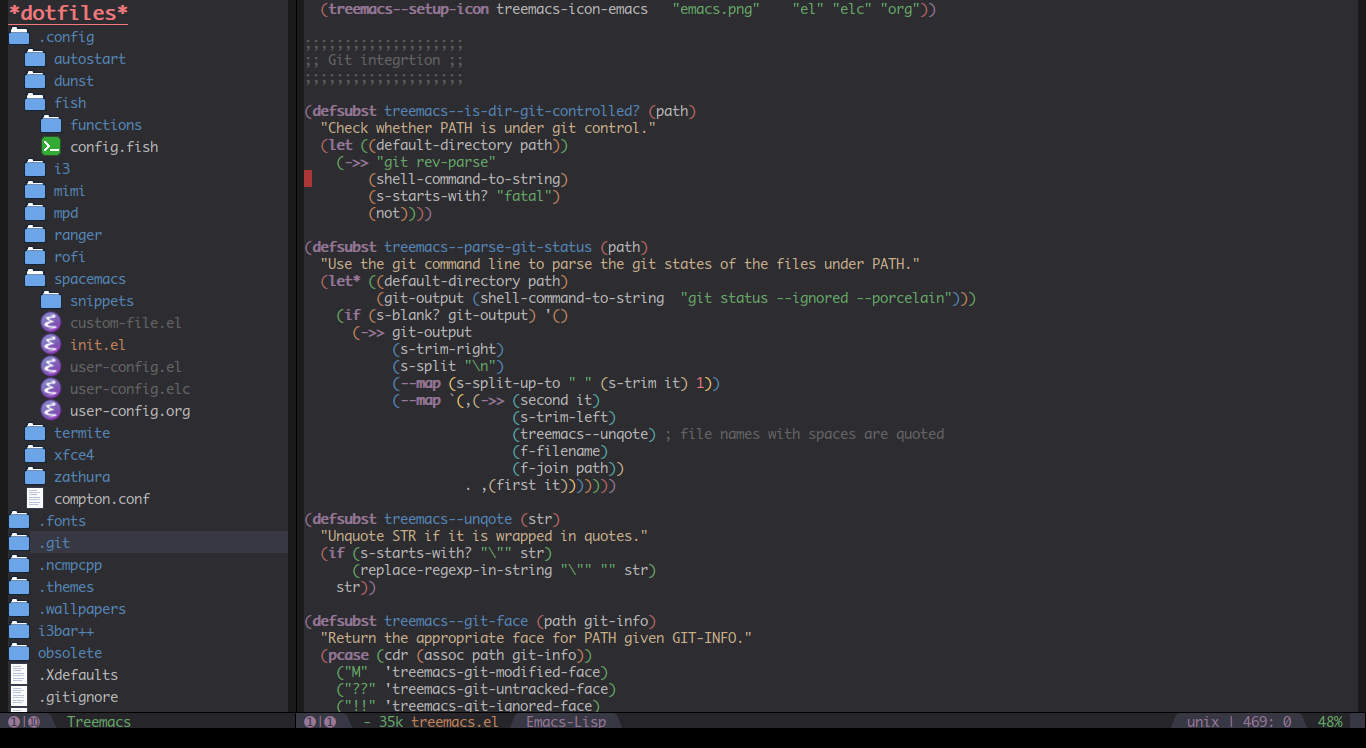 *dotfiles*
.config
autostart
dunst
fish
functions
config.fish
i3
mimi
mpd
ranger
rofi
spacemacs
snippets
custom-file.el
init.el
user-config.el
user-config.elc
user-config.org
termite
xfce4
zathura
compton.conf
.fonts
.git
.ncmpcpp
.themes
.wallpapers
i3bar++
obsolete
.Xdefaults
.gitignore
(treemacs--setup-icon treemacs-icon-emacs   "emacs.png"    "el" "elc" "org"))
;;;;;;;;;;;;;;;;;;;;
;; Git integrtion ;;
;;;;;;;;;;;;;;;;;;;;
(defsubst treemacs--is-dir-git-controlled? (path)
"Check whether PATH is under git control."
(let ((default-directory path))
(->> "git rev-parse"
(shell-command-to-string)
(s-starts-with? "fatal")
(not))))
(defsubst treemacs--parse-git-status (path)
"Use the git command line to parse the git states of the files under PATH."
(let* ((default-directory path)
(git-output (shell-command-to-string  "git status --ignored --porcelain")))
(if (s-blank? git-output) '()
(->> git-output
(s-trim-right)
(s-split "\n")
(--map (s-split-up-to " " (s-trim it) 1))
(--map `(,(->> (second it)
(s-trim-left)
(treemacs--unqote) ; file names with spaces are quoted
(f-filename)
(f-join path))
. ,(first it)))))))
(defsubst treemacs--unqote (str)
"Unquote STR if it is wrapped in quotes."
(if (s-starts-with? "\"" str)
(replace-regexp-in-string "\"" "" str)
str))
(defsubst treemacs--git-face (path git-info)
"Return the appropriate face for PATH given GIT-INFO."
(pcase (cdr (assoc path git-info))
("M"  'treemacs-git-modified-face)
("??" 'treemacs-git-untracked-face)
("!!" 'treemacs-git-ignored-face)
❶|⓾ Treemacs
❶|❶ - 35k treemacs.el Emacs-Lisp unix | 469: 0 48%